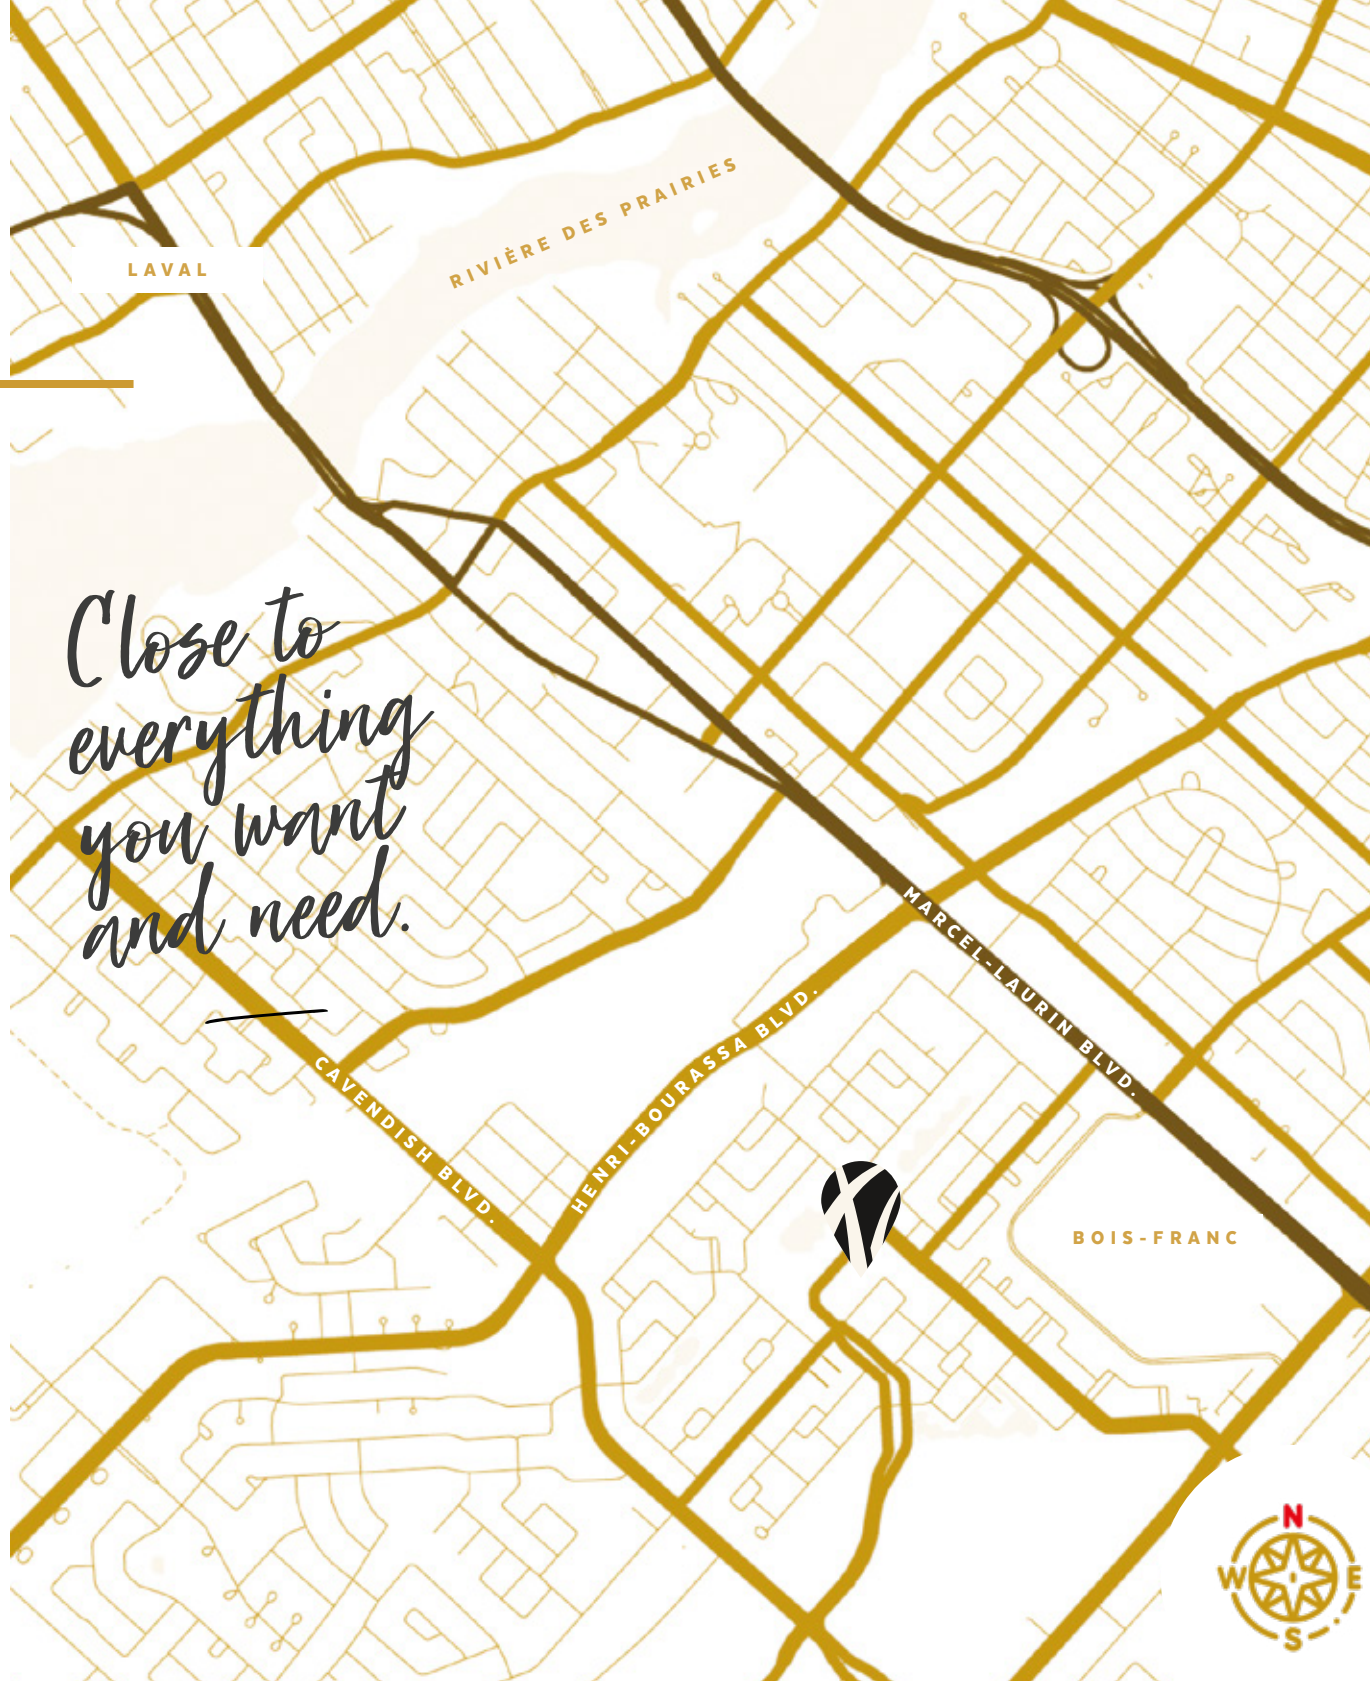 RIVIÈRE DES PRAIRIES
LAVAL
Close to
everything
you want
and need.
MARCEL-LAURIN BLVD.
HENRI-BOURASSA BLVD.
CAVENDISH BLVD.
BOIS-FRANC
N
W E
S